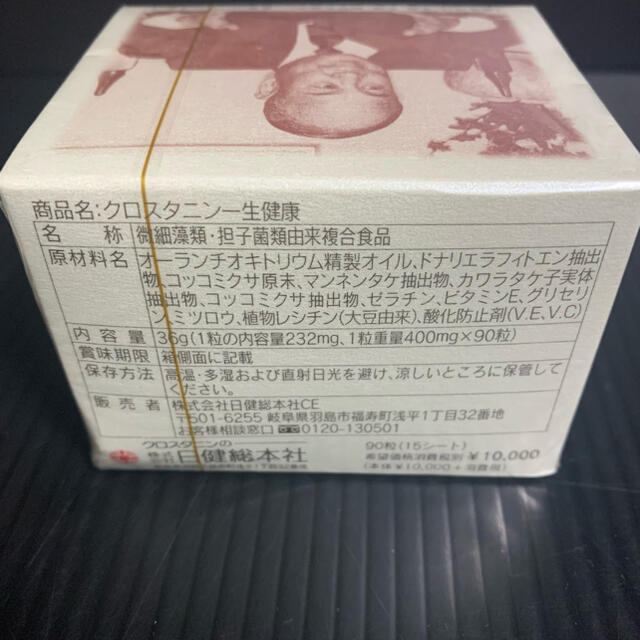 商品名:クロスタニン一生健康
名 称 微細藻類・担子菌類由来複合食品
原材料名 オーランチオキトリウム精製オイル、ドナリエラフィトエン抽出
物、コッコミクサ原末、マンネンタケ抽出物、カワラタケ子実体
抽出物、コッコミクサ抽出物、ゼラチン、ビタミンE、グリセリ
ン、ミツロウ、植物レシチン(大豆由来)、酸化防止剤(V.E、V.C)
内 容 量 36g(1粒の内容量232mg、1粒重量400mg×90粒)
賞味期限 箱側面に記載
保存方法 高温・多湿および直射日光を避け、涼しいところに保管して
ください。
販 売 者 株式会社日健総本社CE
〒501-6255 岐阜県羽島市福寿町浅平1丁目32番地
お客様相談窓口 0120-130501
クロスタニンの
株式会社 日健総本社
90粒(15シート)
希望価格消費税別 ¥10,000
(本体¥10,000+消費税)